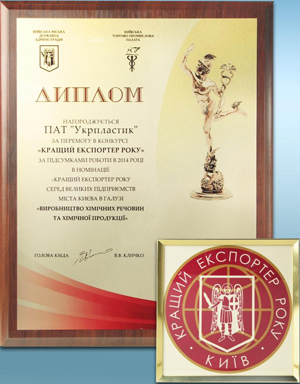 КИЇВСЬКА МІСЬКА
ДЕРЖАВНА
АДМІНІСТРАЦІЯ
КИЇВСЬКА
ТОРГОВО-ПРОМИСЛОВА
ПАЛАТА
ДИПЛОМ
НАГОРОДЖУЄТЬСЯ
ПАТ "Укрпластик"
ЗА ПЕРЕМОГУ В КОНКУРСІ
«КРАЩИЙ ЕКСПОРТЕР РОКУ»
ЗА ПІДСУМКАМИ РОБОТИ В 2014 РОЦІ
В НОМІНАЦІЇ
«КРАЩИЙ ЕКСПОРТЕР РОКУ
СЕРЕД ВЕЛИКИХ ПІДПРИЄМСТВ
МІСТА КИЄВА В ГАЛУЗІ
«ВИРОБНИЦТВО ХІМІЧНИХ РЕЧОВИН
ТА ХІМІЧНОЇ ПРОДУКЦІЇ»
ГОЛОВА КМДА В.В. КЛИЧКО
КРАЩИЙ ЕКСПОРТЕР РОКУ
• КИЇВ •